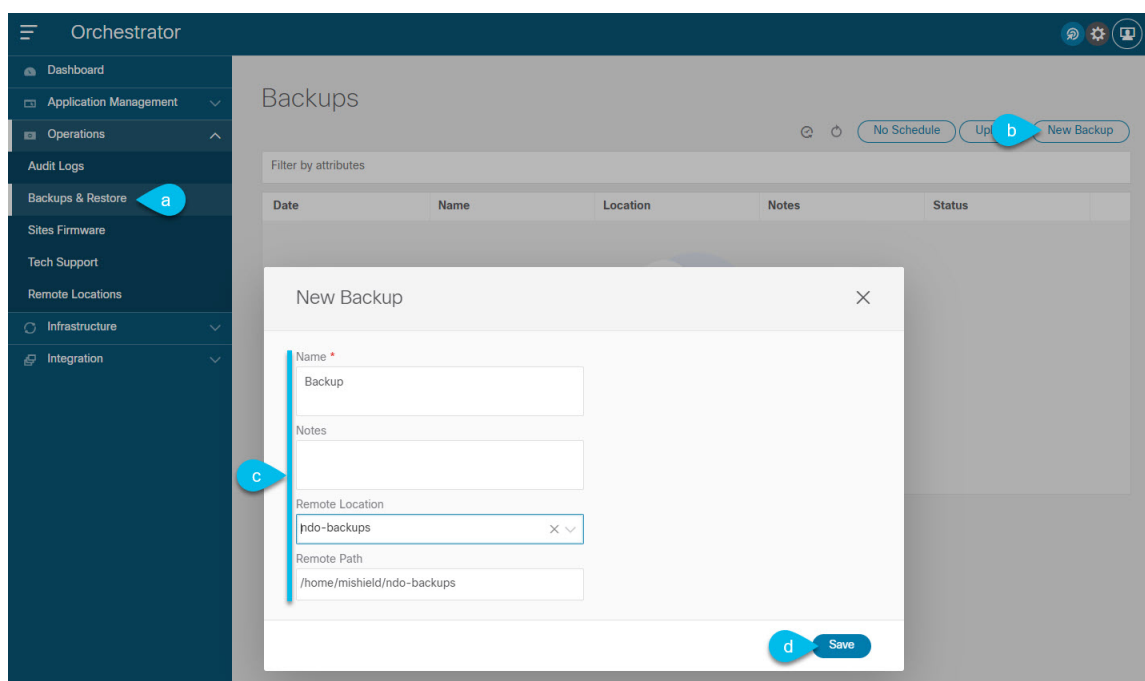 Orchestrator
Dashboard
Application Management
Operations
Audit Logs
Backups & Restore
a
Sites Firmware
Tech Support
Remote Locations
Infrastructure
Integration
Backups
No Schedule
b
New Backup
Filter by attributes
Date Name Location Notes Status
New Backup
Name *
Backup
Notes
c
Remote Location
ndo-backups
Remote Path
/home/mishield/ndo-backups
d
Save